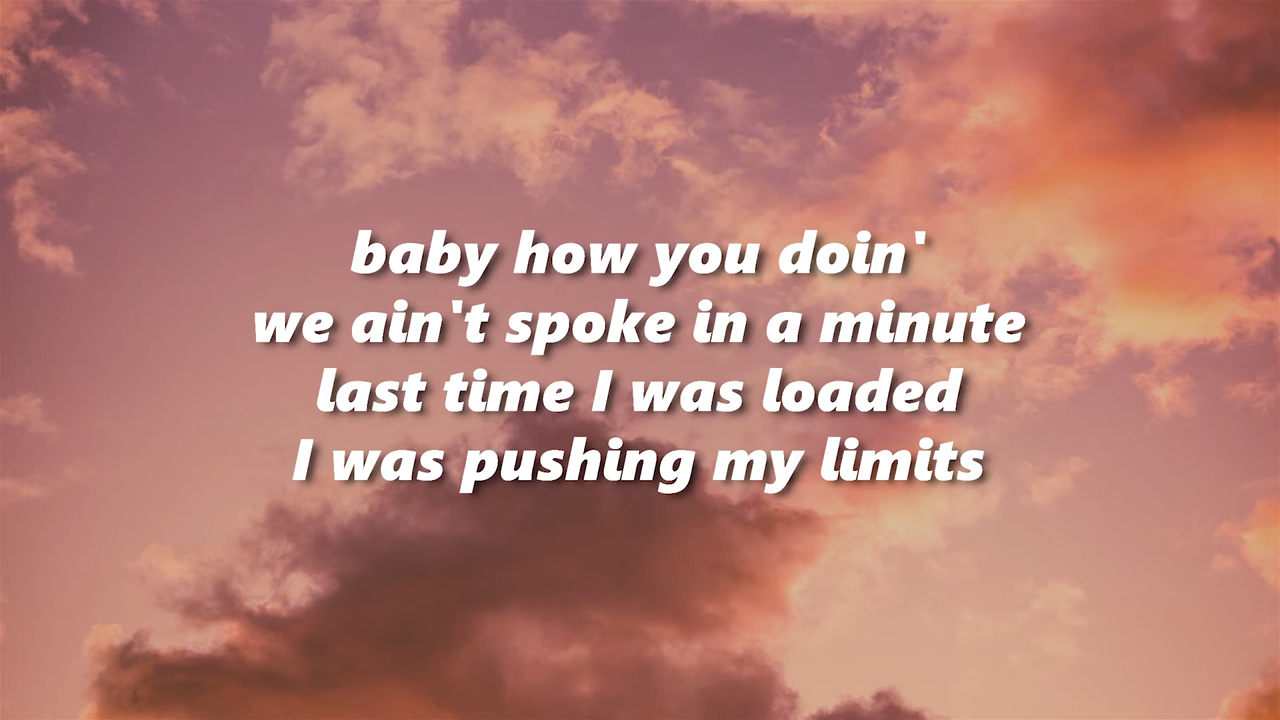 baby how you doin'
we ain't spoke in a minute
last time I was loaded
I was pushing my limits